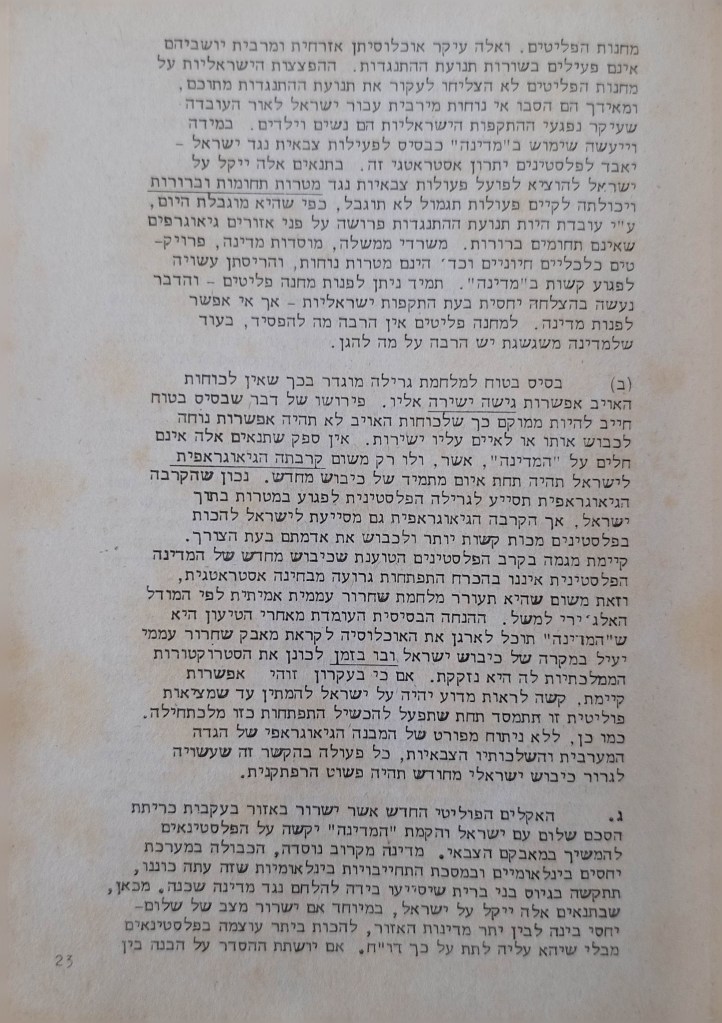 מחנות הפליטים. ואלה עיקר אוכלוסיתן אזרחית ומרבית יושביהם
אינם פעילים בשורות תנועת ההתנגדות. ההפצצות הישראליות על
מחנות הפליטים לא הצליחו לעקור את תנועת ההתנגדות מתוכם,
ומאידך הם הסבו אי נוחות מירבית עבור ישראל לאור העובדה
שעיקר נפגעי ההתקפות הישראליות הם נשים וילדים. במידה
וייעשה שימוש ב"מדינה" כבסיס לפעילות צבאית נגד ישראל -
יאבד לפלסטינים יתרון אסטראטגי זה. בתנאים אלה ייקל על
ישראל להוציא לפועל פעולות צבאיות נגד מטרות תחומות וברורות
ויכולתה לקיים פעולות תגמול לא תוגבל, כפי שהיא מוגבלת היום,
ע"י עובדת היות תנועת ההתנגדות פרושה על פני אזורים גיאוגרפים
שאינם תחומים ברורות. משרדי ממשלה, מוסדות מדינה, פרויק-
טים כלכליים חיוניים וכד' הינם מטרות נוחות, והריסתן עשויה
לפגוע קשות ב"מדינה". תמיד ניתן לפנות מחנה פליטים - והדבר
נעשה בהצלחה יחסית בעת התקפות ישראליות - אך אי אפשר
לפנות מדינה. למחנה פליטים אין הרבה מה להפסיד, בעוד
שלמדינה משגשגת יש הרבה על מה להגן.
(ב) בסיס בטוח למלחמת גרילה מוגדר בכך שאין לכוחות
האויב אפשרות גישה ישירה אליו. פירושו של דבר שבסיס בטוח
חייב להיות ממוקם כך שלכוחות האויב לא תהיה אפשרות נוחה
לכבוש אותו או לאיים עליו ישירות. אין ספק שתנאים אלה אינם
חלים על "המדינה", אשר, ולו רק משום קרבתה הגיאוגראפית
לישראל תהיה תחת איום מתמיד של כיבוש מחדש. נכון שהקרבה
הגיאוגראפית תסייע לגרילה הפלסטינית לפגוע במטרות בתוך
ישראל, אך הקרבה הגיאוגראפית גם מסייעת לישראל להכות
בפלסטינים מכות קשות יותר ולכבוש את אדמתם בעת הצורך.
קיימת מגמה בקרב הפלסטינים הטוענת שכיבוש מחדש של המדינה
הפלסטינית איננו בהכרח התפתחות גרועה מבחינה אסטראטגית,
וזאת משום שהיא תעורר מלחמת שחרור עממית אמיתית לפי המודל
האלג'ירי למשל. ההנחה הבסיסית העומדת מאחרי הטיעון היא
ש"המדינה" תוכל לארגן את האוכלוסיה לקראת מאבק שחרור עממי
יעיל במקרה של כיבוש ישראל ובו בזמן לכונן את הסטרוקטורות
הממלכתיות לה היא נזקקת. אם כי בעקרון זוהי אפשרות
קיימת, קשה לראות מדוע יהיה על ישראל להמתין עד שמציאות
פוליטית זו תתמסד תחת שתפעל להכשיל התפתחות כזו מלכתחילה.
כמו כן, ללא ניתוח מפורט של המבנה הגיאוגראפי של הגדה
המערבית והשלכותיו הצבאיות, כל פעולה בהקשר זה שעשויה
לגרור כיבוש ישראלי מחודש תהיה פשוט הרפתקנית.
ג. האקלים הפוליטי החדש אשר ישרור באזור בעקבות כריתת
הסכם שלום עם ישראל והקמת "המדינה" יקשה על הפלסטינאים
להמשיך במאבקם הצבאי. מדינה מקרוב נוסדה, הכבולה במערכת
יחסים בינלאומיים ובמסכת התחייבויות בינלאומיות שזה עתה כוננו,
תתקשה בגיוס בני ברית שיסייעו בידה להלחם נגד מדינה שכנה. מכאן,
שבתנאים אלה ייקל על ישראל, במיוחד אם ישרור מצב של שלום-
יחסי בינה לבין יתר מדינות האזור, להכות ביתר עוצמה בפלסטינאים
מבלי שיהא עליה לתת על כך דו"ח. אם יושתת ההסדר על הבנה בין
23